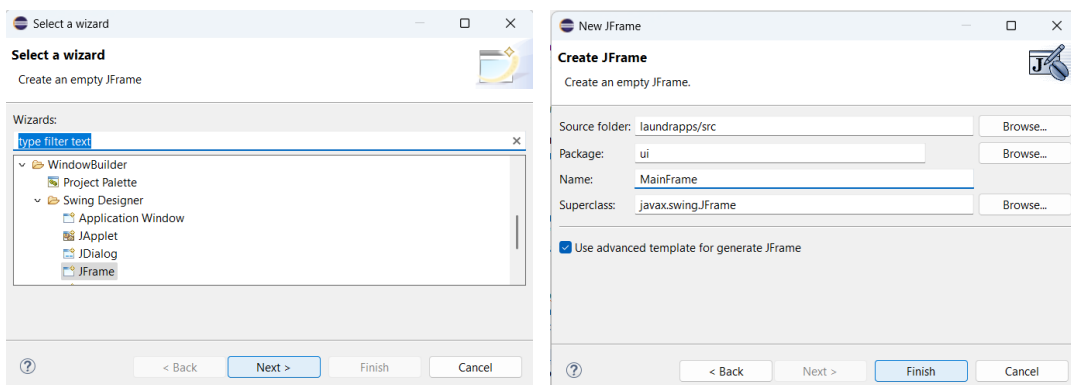 Select a wizard
Select a wizard
Create an empty JFrame
Wizards:
type filter text
WindowBuilder
Project Palette
Swing Designer
Application Window
JApplet
JDialog
JFrame
< Back Next > Finish Cancel
New JFrame
Create JFrame
Create an empty JFrame.
Source folder: laundrapps/src Browse...
Package: ui Browse...
Name: MainFrame
Superclass: javax.swing.JFrame Browse...
Use advanced template for generate JFrame
< Back Next > Finish Cancel